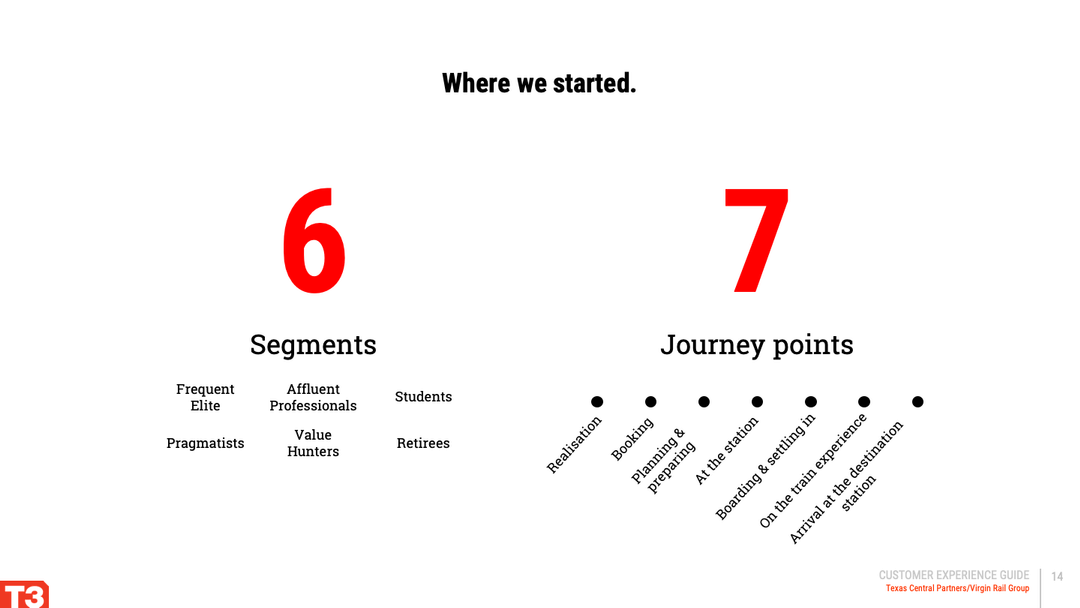 Where we started.
6
Segments
Frequent
Elite
Affluent
Professionals
Students
Pragmatists
Value
Hunters
Retirees
7
Journey points
Realisation
Booking
Planning &
preparing
At the station
Boarding & settling in
On the train experience
Arrival at the destination
station
T3
CUSTOMER EXPERIENCE GUIDE
Texas Central Partners/Virgin Rail Group
14